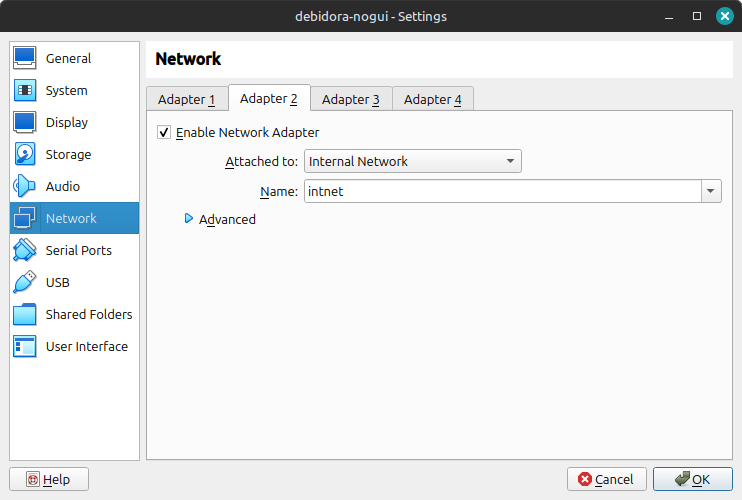 debidora-nogui - Settings
General
System
Display
Storage
Audio
Network
Serial Ports
USB
Shared Folders
User Interface
Network
Adapter 1 Adapter 2 Adapter 3 Adapter 4
Enable Network Adapter
Attached to: Internal Network
Name: intnet
Advanced
Help Cancel OK